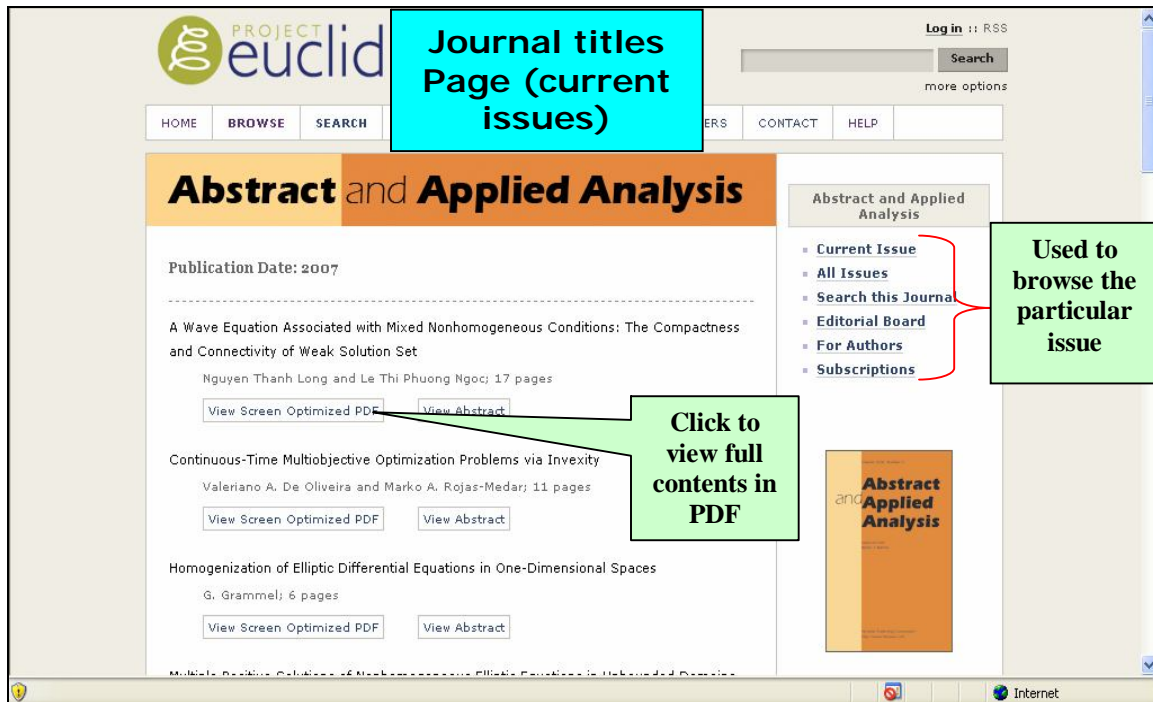 PROJECT
euclid
Journal titles
Page (current
issues)
Log in :: RSS
Search
more options
HOME
BROWSE
SEARCH
CONTACT
HELP
Abstract and Applied Analysis
Publication Date: 2007
A Wave Equation Associated with Mixed Nonhomogeneous Conditions: The Compactness
and Connectivity of Weak Solution Set
Nguyen Thanh Long and Le Thi Phuong Ngoc; 17 pages
View Screen Optimized PDF
View Abstract
Click to
view full
contents in
PDF
Continuous-Time Multiobjective Optimization Problems via Invexity
Valeriano A. De Oliveira and Marko A. Rojas-Medar; 11 pages
View Screen Optimized PDF
View Abstract
Homogenization of Elliptic Differential Equations in One-Dimensional Spaces
G. Grammel; 6 pages
View Screen Optimized PDF
View Abstract
Abstract and Applied
Analysis
Current Issue
All Issues
Search this Journal
Editorial Board
For Authors
Subscriptions
Used to
browse the
particular
issue
Abstract
and Applied
Analysis
Internet